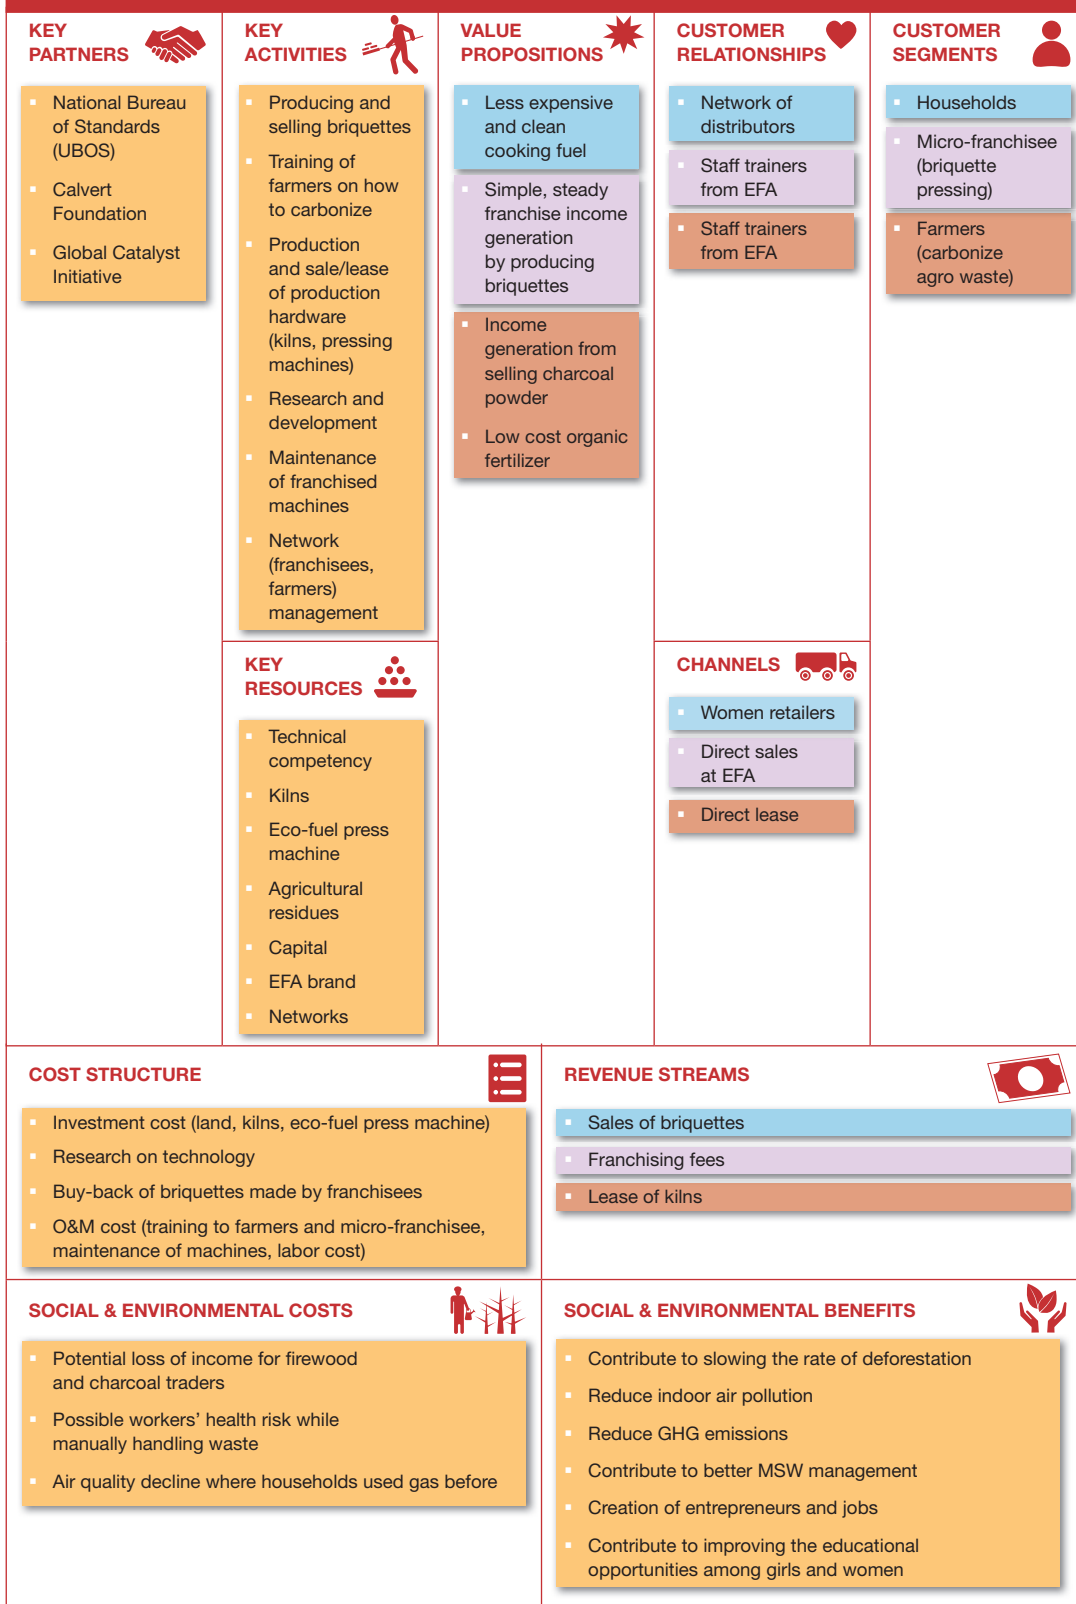 KEY
PARTNERS
National Bureau
of Standards
(UBOS)
Calvert
Foundation
Global Catalyst
Initiative
KEY
ACTIVITIES
Producing and
selling briquettes
Training of
farmers on how
to carbonize
Production
and sale/lease
of production
hardware
(kilns, pressing
machines)
Research and
development
Maintenance
of franchised
machines
Network
(franchisees,
farmers)
management
KEY
RESOURCES
Technical
competency
Kilns
Eco-fuel press
machine
Agricultural
residues
Capital
EFA brand
Networks
VALUE
PROPOSITIONS
Less expensive
and clean
cooking fuel
Simple, steady
franchise income
generation
by producing
briquettes
Income
generation from
selling charcoal
powder
Low cost organic
fertilizer
CUSTOMER
RELATIONSHIPS
Network of
distributors
Staff trainers
from EFA
Staff trainers
from EFA
CHANNELS
Women retailers
Direct sales
at EFA
Direct lease
CUSTOMER
SEGMENTS
Households
Micro-franchisee
(briquette
pressing)
Farmers
(carbonize
agro waste)
COST STRUCTURE
Investment cost (land, kilns, eco-fuel press machine)
Research on technology
Buy-back of briquettes made by franchisees
O&M cost (training to farmers and micro-franchisee,
maintenance of machines, labor cost)
REVENUE STREAMS
Sales of briquettes
Franchising fees
Lease of kilns
SOCIAL & ENVIRONMENTAL COSTS
Potential loss of income for firewood
and charcoal traders
Possible workers’ health risk while
manually handling waste
Air quality decline where households used gas before
SOCIAL & ENVIRONMENTAL BENEFITS
Contribute to slowing the rate of deforestation
Reduce indoor air pollution
Reduce GHG emissions
Contribute to better MSW management
Creation of entrepreneurs and jobs
Contribute to improving the educational
opportunities among girls and women